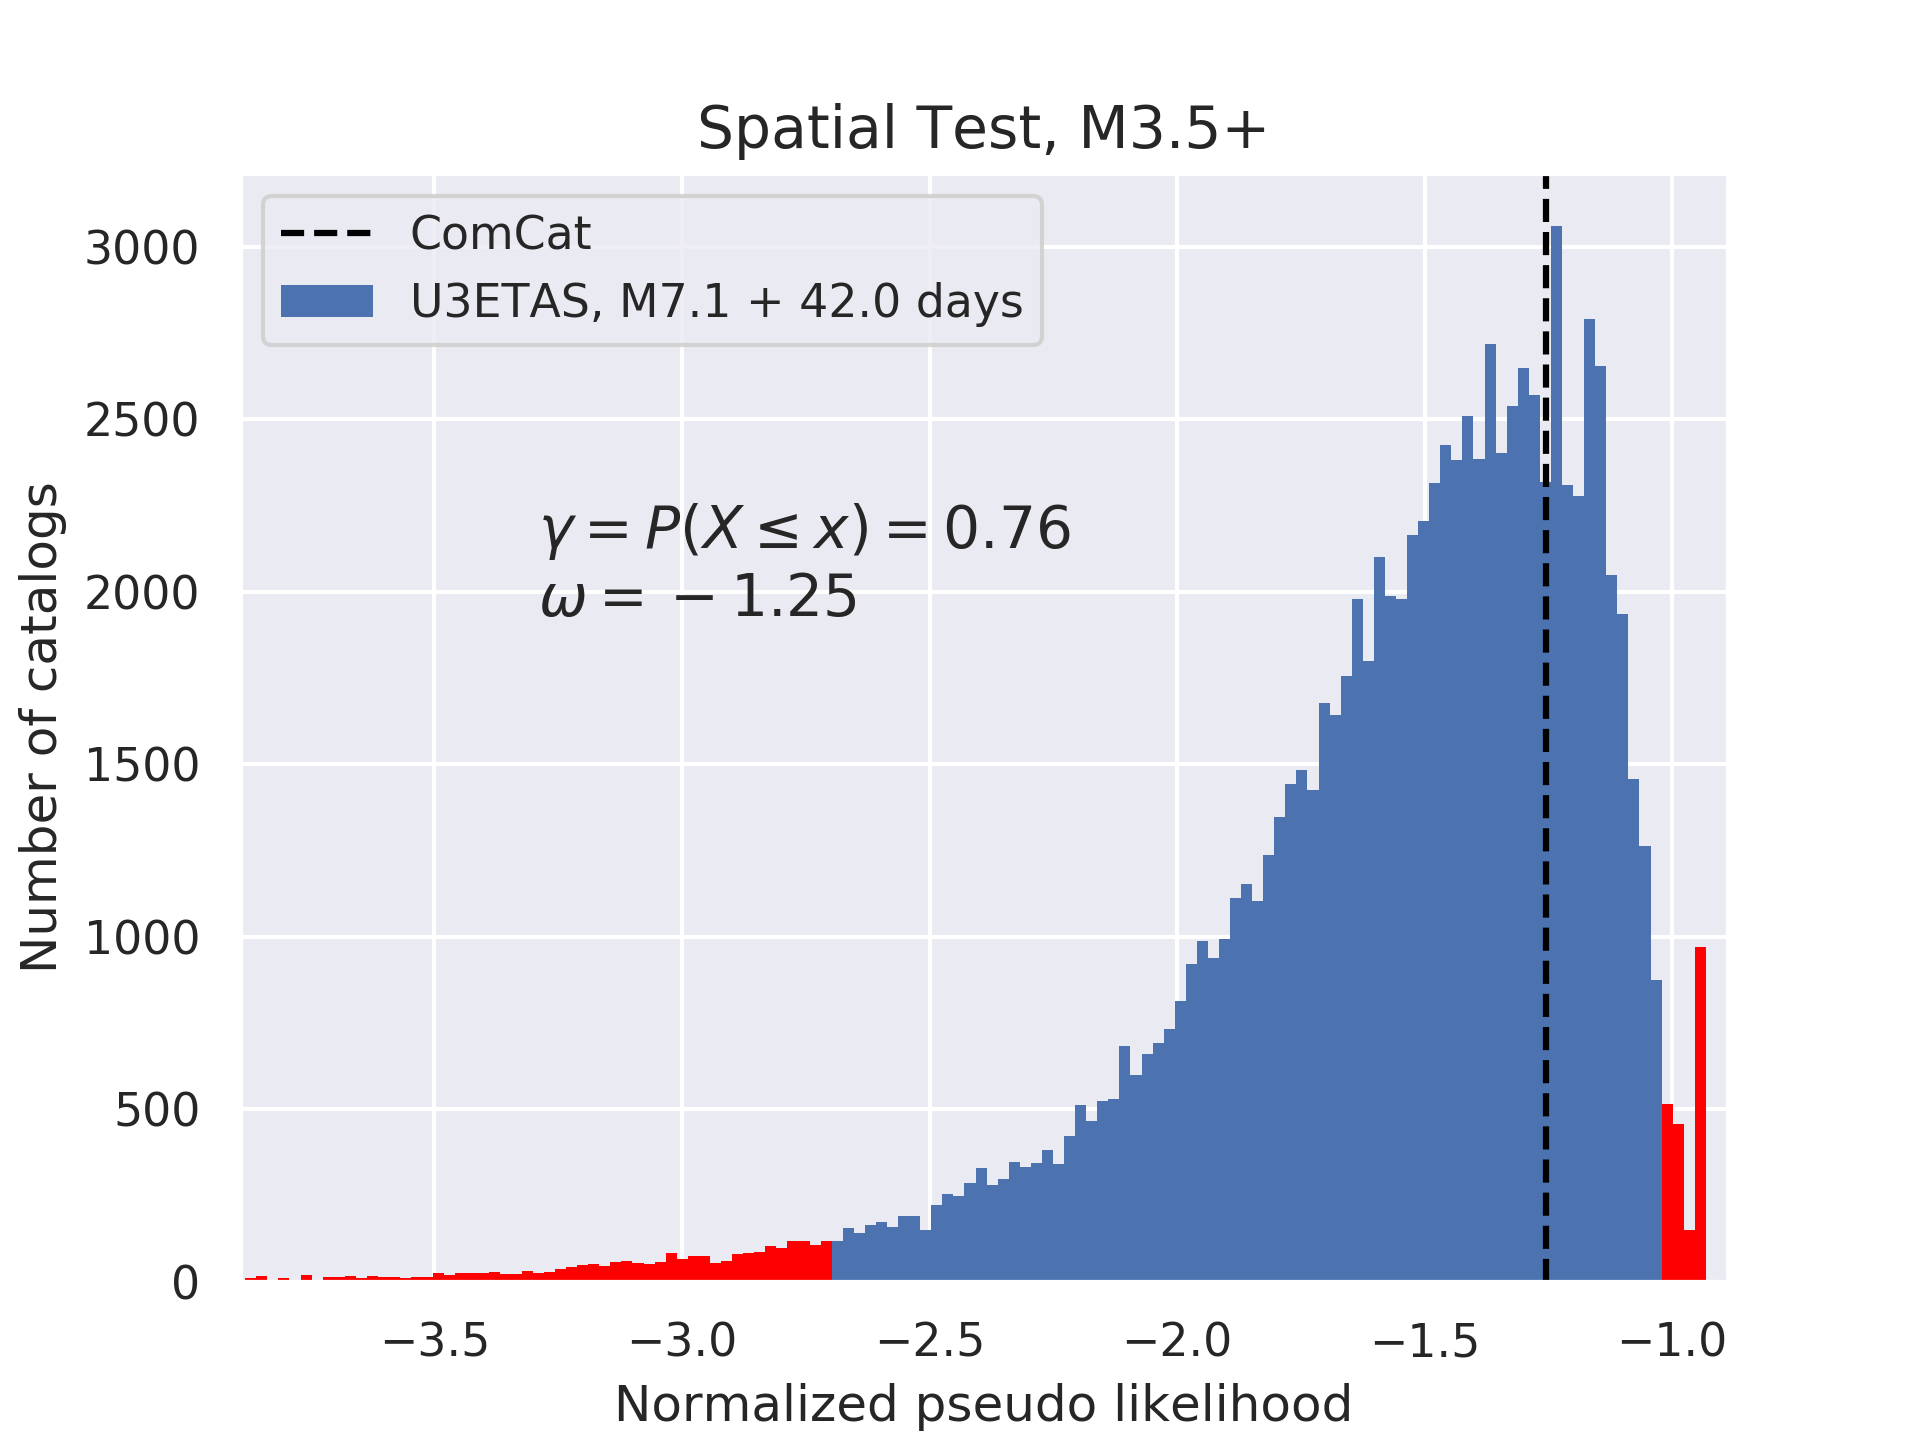 Spatial Test, M3.5+
ComCat
U3ETAS, M7.1 + 42.0 days
γ = P(X ≤ x) = 0.76
ω = − 1.25
Number of catalogs
3000
2500
2000
1500
1000
500
0
−3.5 −3.0 −2.5 −2.0 −1.5 −1.0
Normalized pseudo likelihood